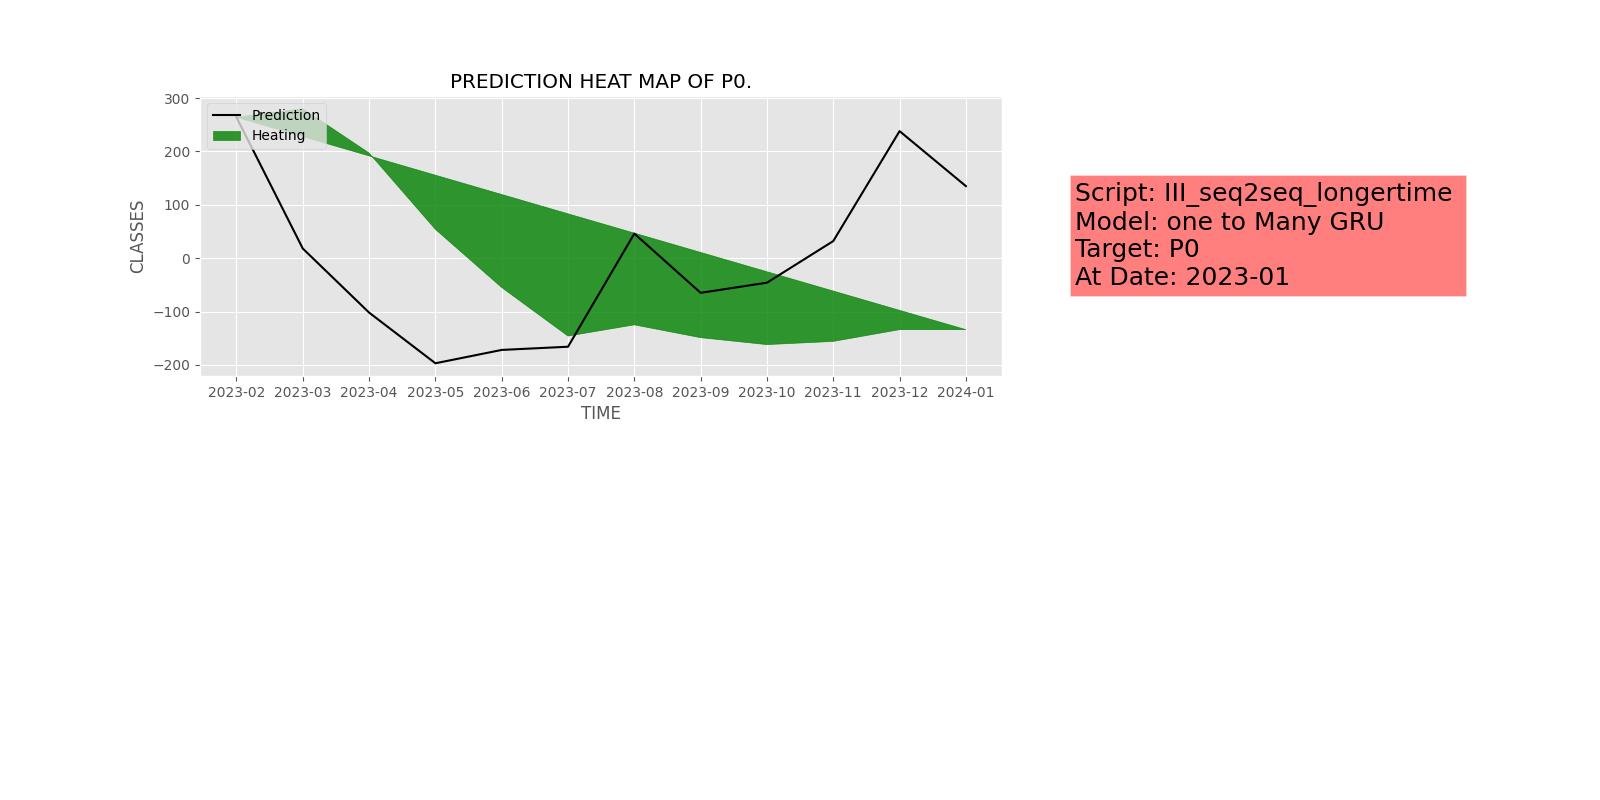 PREDICTION HEAT MAP OF P0.
300
200
100
0
−100
−200
CLASSES
Prediction
Heating
2023-02 2023-03 2023-04 2023-05 2023-06 2023-07 2023-08 2023-09 2023-10 2023-11 2023-12 2024-01
TIME
Script: III_seq2seq_longertime
Model: one to Many GRU
Target: P0
At Date: 2023-01